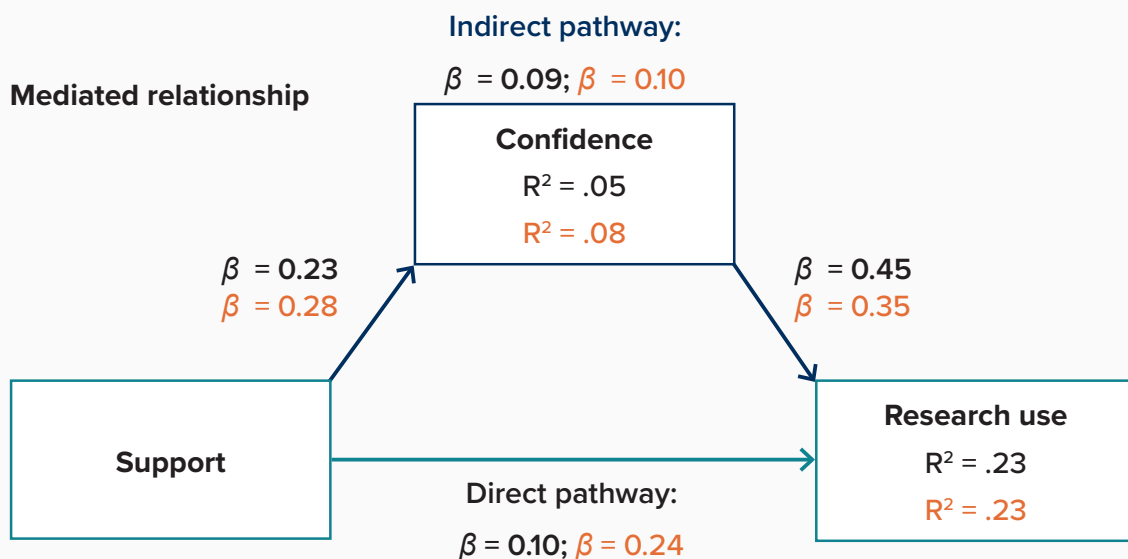 Indirect pathway:
β = 0.09; β = 0.10
Mediated relationship
Confidence
R² = .05
R² = .08
β = 0.23
β = 0.28
β = 0.45
β = 0.35
Support
Research use
R² = .23
R² = .23
Direct pathway:
β = 0.10; β = 0.24